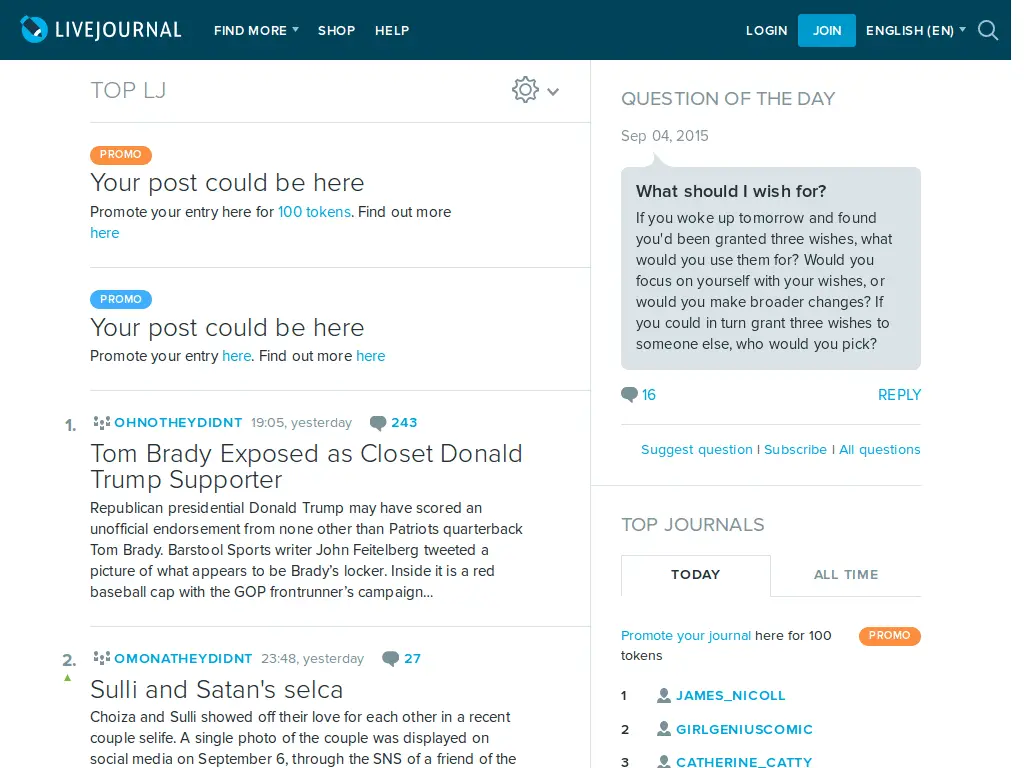 LIVEJOURNAL
FIND MORE
SHOP
HELP
LOGIN
JOIN
ENGLISH (EN)
TOP LJ
PROMO
Your post could be here
Promote your entry here for 100 tokens. Find out more
here
PROMO
Your post could be here
Promote your entry here. Find out more here
1. OHNOTHEYDIDNT 19:05, yesterday 243
Tom Brady Exposed as Closet Donald
Trump Supporter
Republican presidential Donald Trump may have scored an
unofficial endorsement from none other than Patriots quarterback
Tom Brady. Barstool Sports writer John Feitelberg tweeted a
picture of what appears to be Brady’s locker. Inside it is a red
baseball cap with the GOP frontrunner’s campaign...
2. OMONATHEYDIDNT 23:48, yesterday 27
Sulli and Satan's selca
Choiza and Sulli showed off their love for each other in a recent
couple selife. A single photo of the couple was displayed on
social media on September 6, through the SNS of a friend of the
QUESTION OF THE DAY
Sep 04, 2015
What should I wish for?
If you woke up tomorrow and found
you'd been granted three wishes, what
would you use them for? Would you
focus on yourself with your wishes, or
would you make broader changes? If
you could in turn grant three wishes to
someone else, who would you pick?
16
REPLY
Suggest question | Subscribe | All questions
TOP JOURNALS
TODAY
ALL TIME
Promote your journal here for 100
tokens
PROMO
1 JAMES_NICOLL
2 GIRLGENIUSCOMIC
3 CATHERINE_CATTY